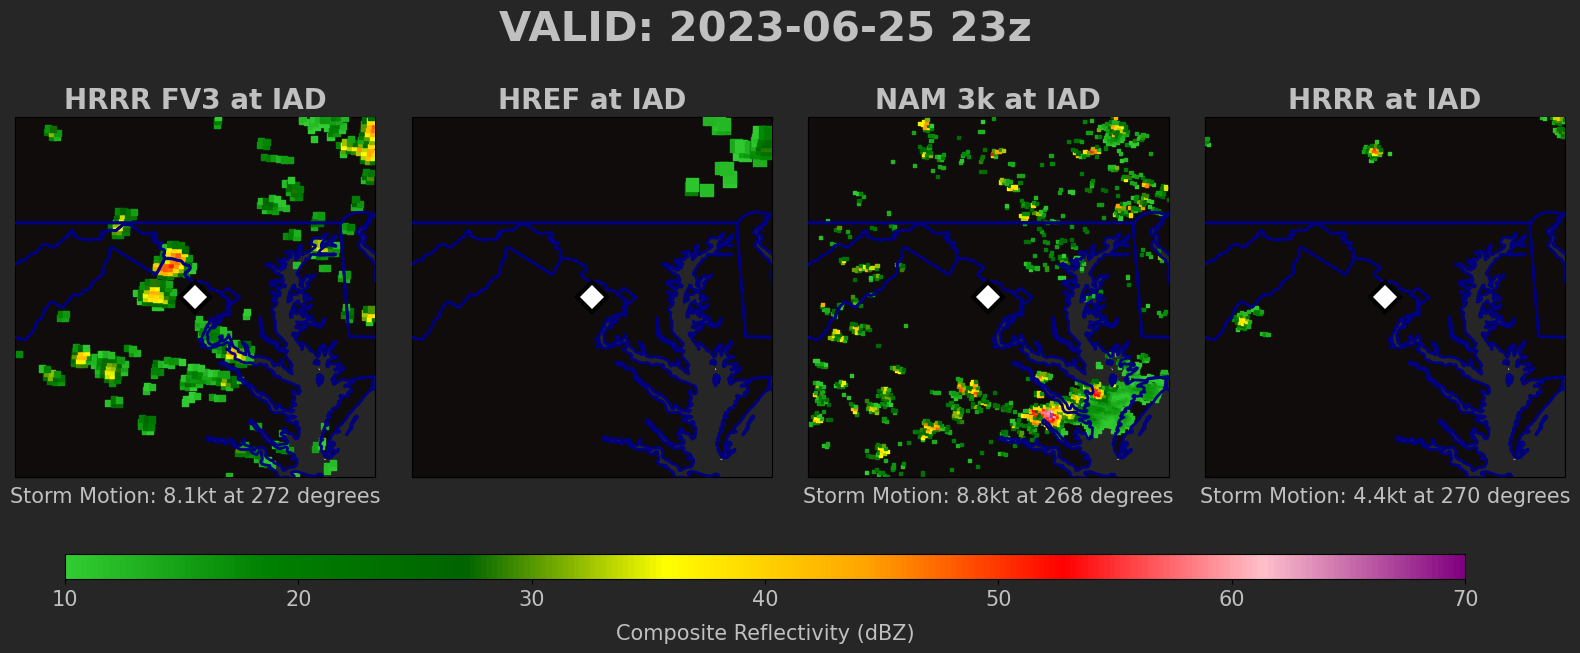 VALID: 2023-06-25 23z
HRRR FV3 at IAD
HREF at IAD
NAM 3k at IAD
HRRR at IAD
Storm Motion: 8.1kt at 272 degrees
Storm Motion: 8.8kt at 268 degrees
Storm Motion: 4.4kt at 270 degrees
10 20 30 40 50 60 70
Composite Reflectivity (dBZ)